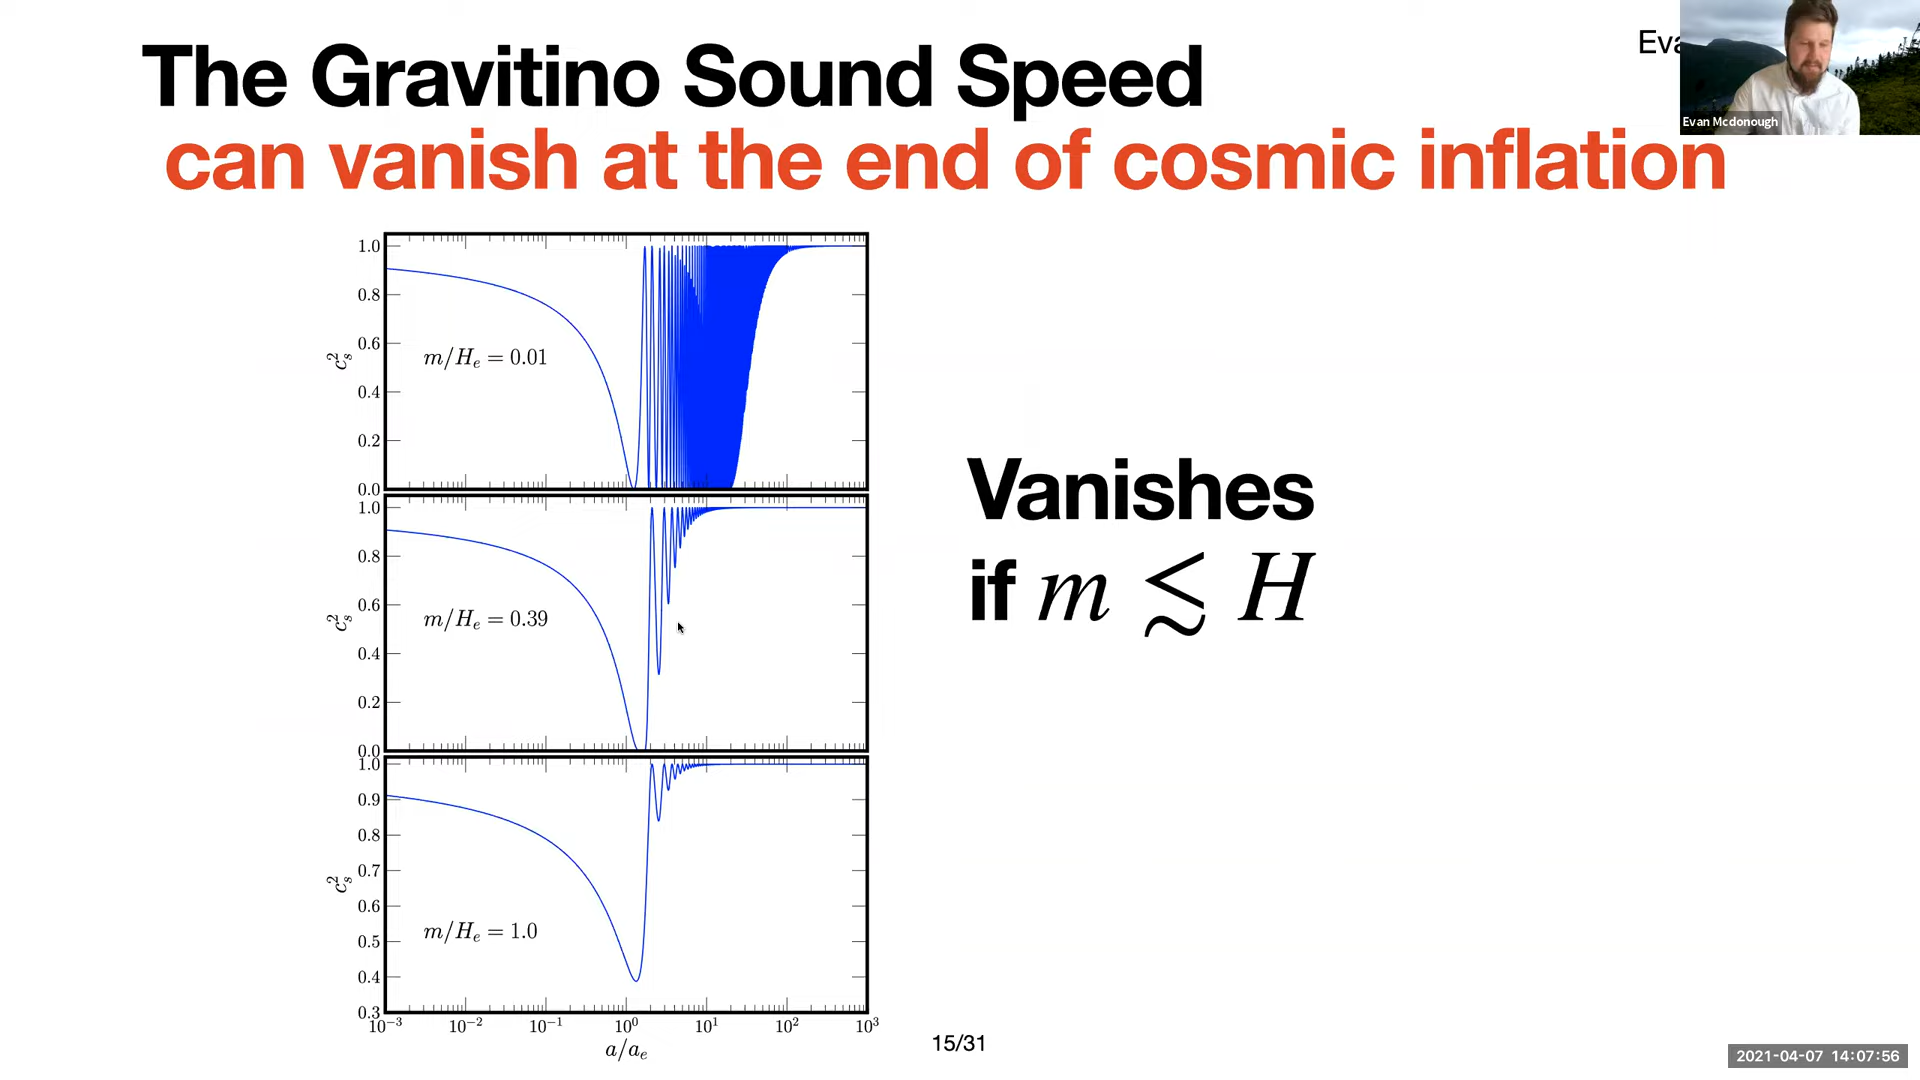 The Gravitino Sound Speed
can vanish at the end of cosmic inflation
Eva
Evan Mcdonough
1.0
0.8
0.6
0.4
0.2
0.0
c_s^2
m/H_e = 0.01
1.0
0.8
0.6
0.4
0.2
0.0
c_s^2
m/H_e = 0.39
1.0
0.9
0.8
0.7
0.6
0.5
0.4
0.3
c_s^2
m/H_e = 1.0
10^{-3} 10^{-2} 10^{-1} 10^0 10^1 10^2 10^3
a/a_e
Vanishes
if m ≲ H
15/31
2021-04-07 14:07:56